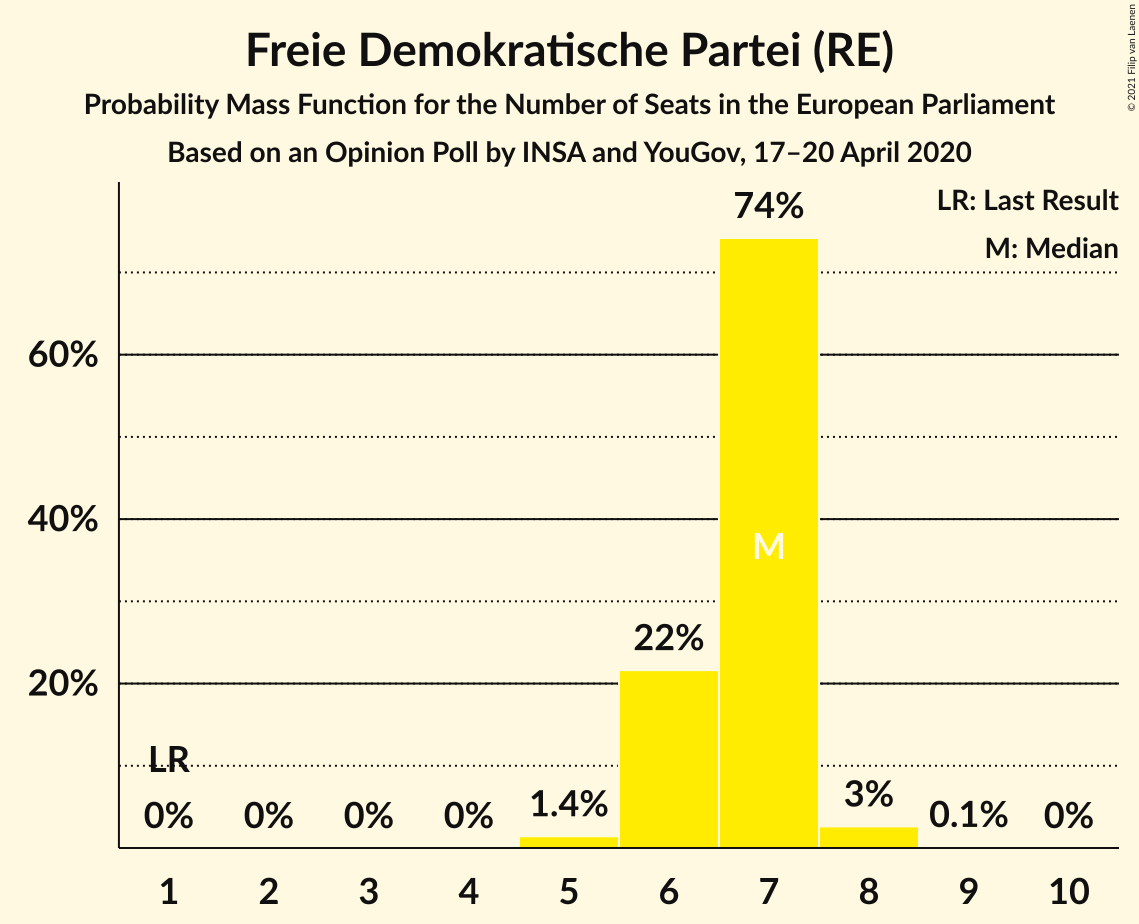 Freie Demokratische Partei (RE)
Probability Mass Function for the Number of Seats in the European Parliament
Based on an Opinion Poll by INSA and YouGov, 17–20 April 2020
© 2021 Filip van Laenen
LR: Last Result
M: Median
74%
60%
40%
M
22%
20%
LR
0% 0% 0% 0% 1.4% 3% 0.1% 0%
1 2 3 4 5 6 7 8 9 10